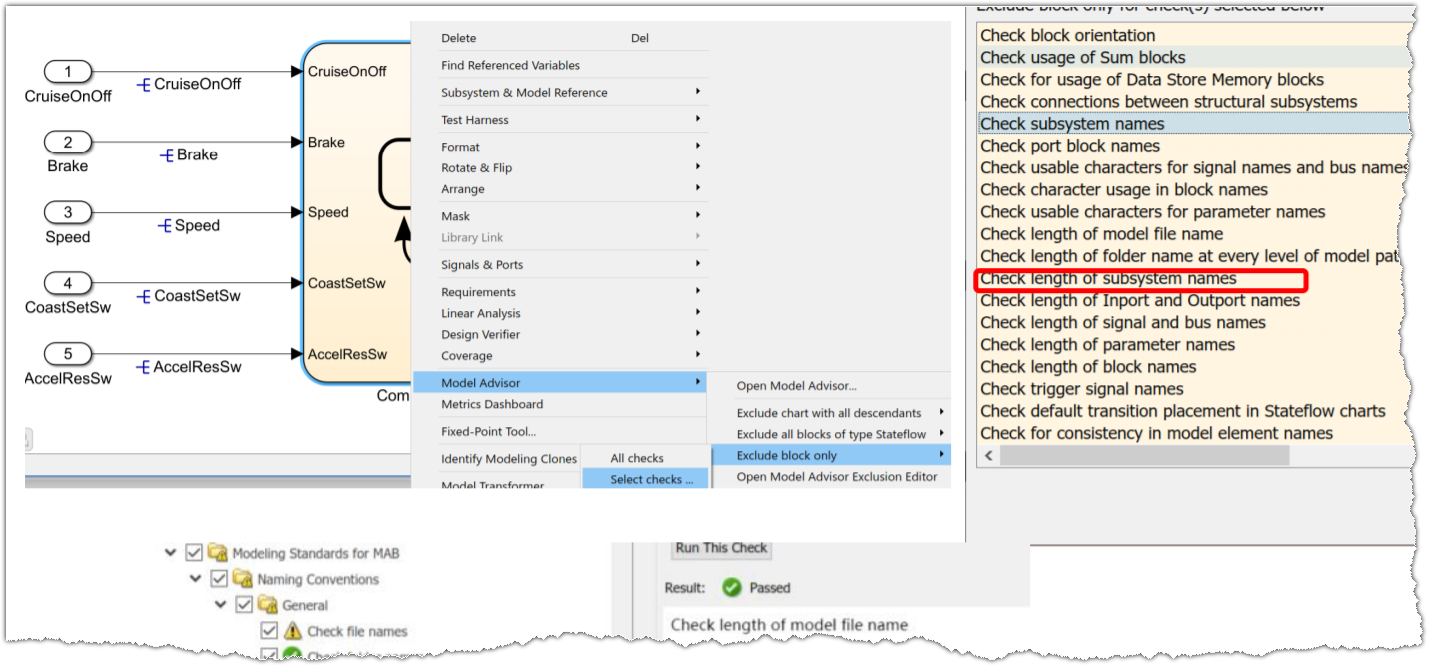 1
CruiseOnOff
CruiseOnOff
CruiseOnOff
2
Brake
Brake
Brake
3
Speed
Speed
Speed
4
CoastSetSw
CoastSetSw
CoastSetSw
5
AccelResSw
AccelResSw
AccelResSw
Com
Delete Del
Find Referenced Variables
Subsystem & Model Reference
Test Harness
Format
Rotate & Flip
Arrange
Mask
Library Link
Signals & Ports
Requirements
Linear Analysis
Design Verifier
Coverage
Model Advisor
Metrics Dashboard
Fixed-Point Tool...
Identify Modeling Clones
Model Transformer
All checks
Select checks ...
Open Model Advisor...
Exclude chart with all descendants
Exclude all blocks of type Stateflow
Exclude block only
Open Model Advisor Exclusion Editor
Exclude block only for check(s) selected below
Check block orientation
Check usage of Sum blocks
Check for usage of Data Store Memory blocks
Check connections between structural subsystems
Check subsystem names
Check port block names
Check usable characters for signal names and bus names
Check character usage in block names
Check usable characters for parameter names
Check length of model file name
Check length of folder name at every level of model pat
Check length of subsystem names
Check length of Inport and Outport names
Check length of signal and bus names
Check length of parameter names
Check length of block names
Check trigger signal names
Check default transition placement in Stateflow charts
Check for consistency in model element names
Modeling Standards for MAB
Naming Conventions
General
Check file names
Run This Check
Result: Passed
Check length of model file name